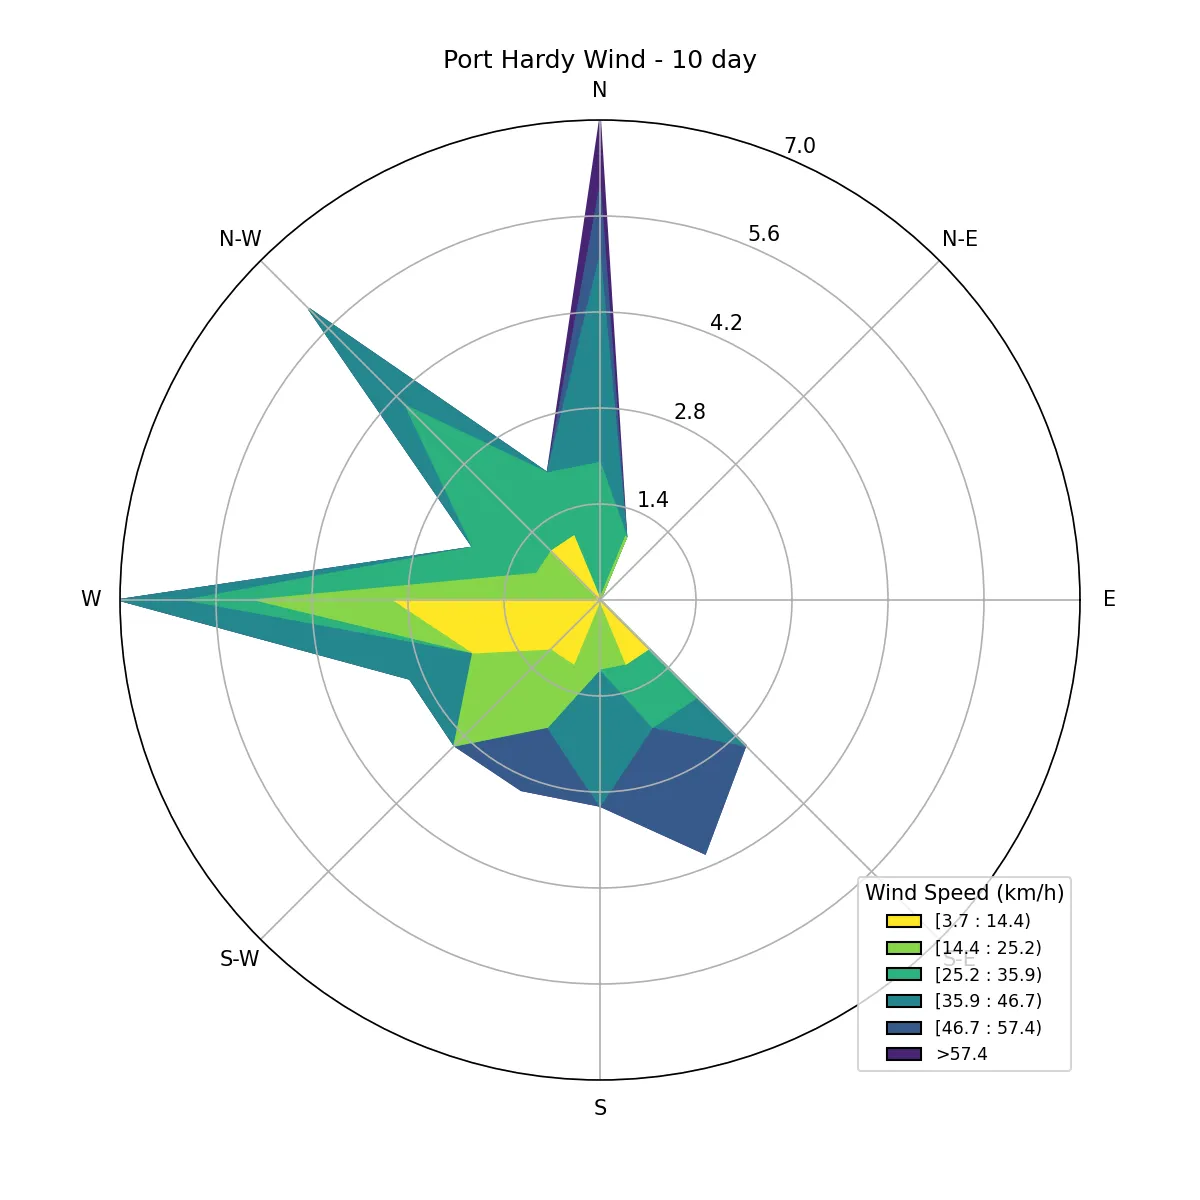 Port Hardy Wind - 10 day
N
7.0
N-W
N-E
5.6
4.2
2.8
1.4
W
E
Wind Speed (km/h)
[3.7 : 14.4)
[14.4 : 25.2)
S-W
S-E
[25.2 : 35.9)
[35.9 : 46.7)
[46.7 : 57.4)
>57.4
S